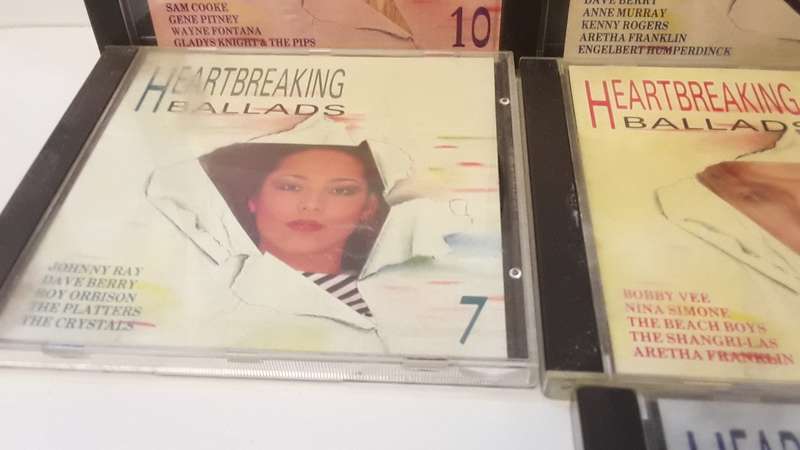 SAM COOKE
GENE PITNEY
WAYNE FONTANA
GLADYS KNIGHT & THE PIPS
10
DAVE BERRY
ANNE MURRAY
KENNY ROGERS
ARETHA FRANKLIN
ENGELBERT HUMPERDINCK
HEARTBREAKING
BALLADS
JOHNNY RAY
DAVE BERRY
ROY ORBISON
THE PLATTERS
THE CRYSTALS
7
HEARTBREAKING
BALLADS
BOBBY VEE
NINA SIMONE
THE BEACH BOYS
THE SHANGRI-LAS
ARETHA FRANKLIN